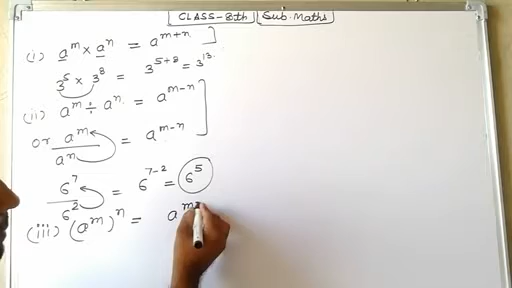 CLASS-8th Sub. Maths
(i) a^m × a^n = a^{m+n}
3^5 × 3^8 = 3^{5+8} = 3^{13}.
(ii) a^m ÷ a^n = a^{m-n}
or a^m / a^n = a^{m-n}
6^7 / 6^2 = 6^{7-2} = 6^5
(iii) (a^m)^n = a^m